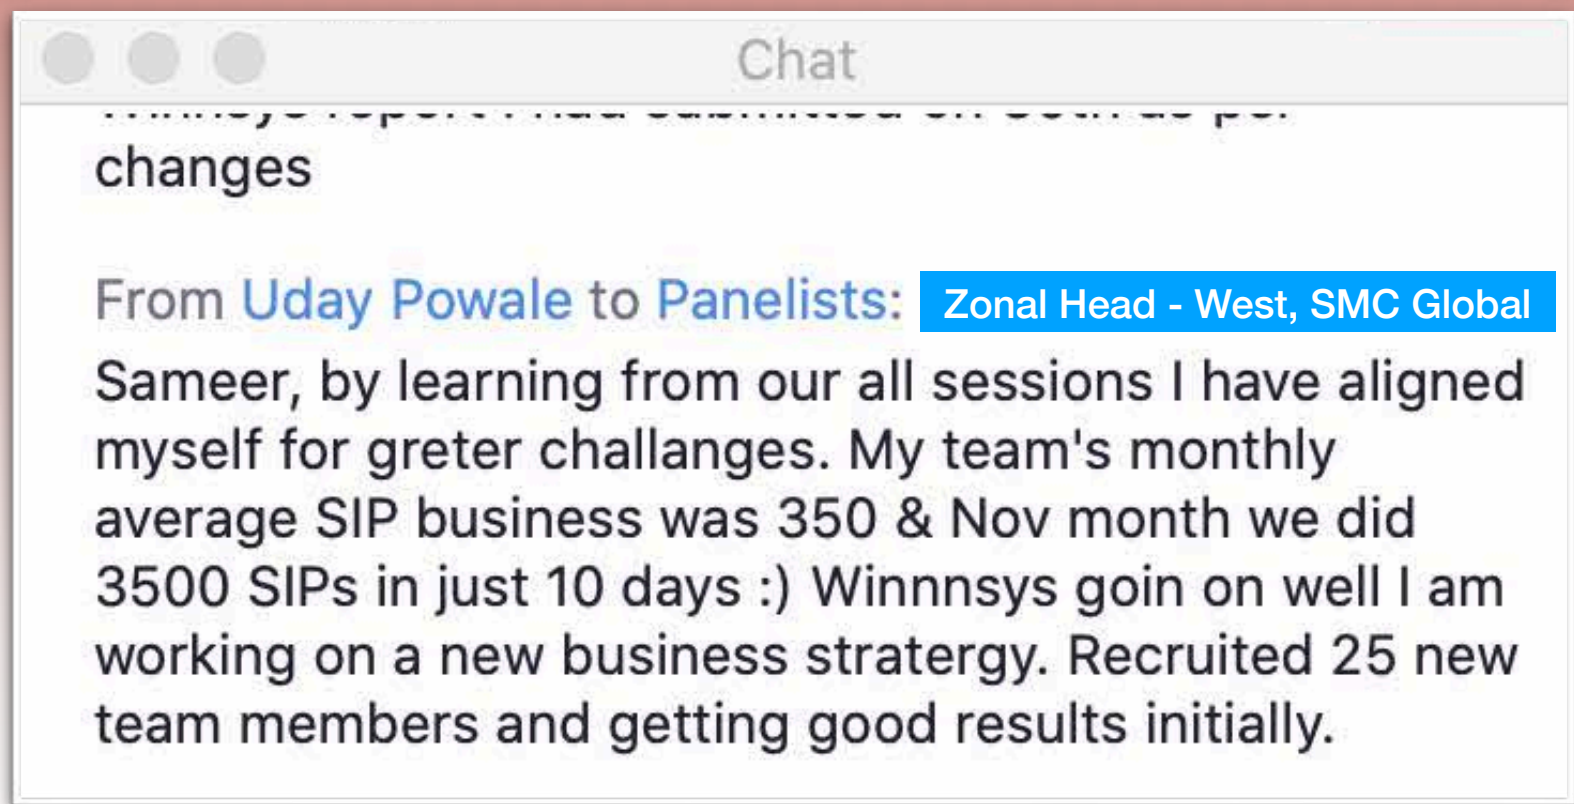 Chat
changes
From Uday Powale to Panelists: Zonal Head - West, SMC Global
Sameer, by learning from our all sessions I have aligned
myself for greter challanges. My team's monthly
average SIP business was 350 & Nov month we did
3500 SIPs in just 10 days :) Winnnsys goin on well I am
working on a new business stratergy. Recruited 25 new
team members and getting good results initially.